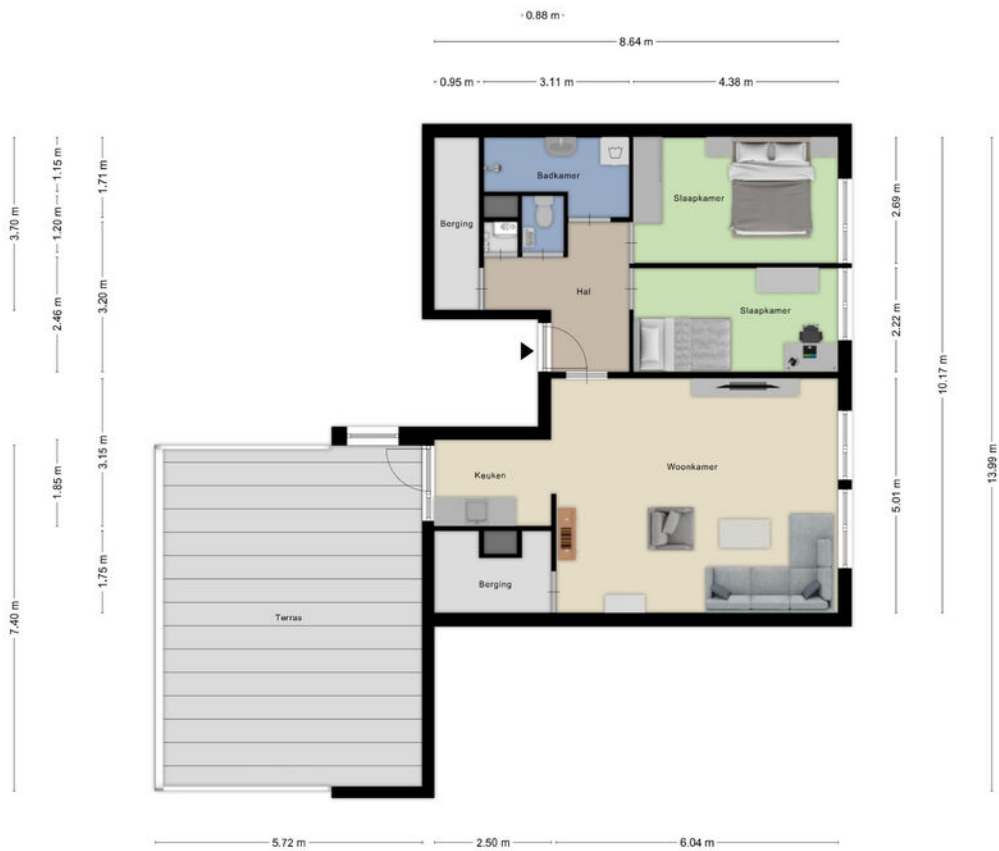 0.88 m
8.64 m
0.95 m
3.11 m
4.38 m
3.70 m
1.15 m
1.20 m
2.46 m
1.71 m
3.20 m
Badkamer
Slaapkamer
Berging
Hal
Slaapkamer
2.69 m
2.22 m
10.17 m
3.15 m
1.85 m
1.75 m
7.40 m
Keuken
Woonkamer
Berging
Terras
5.01 m
13.99 m
5.72 m
2.50 m
6.04 m